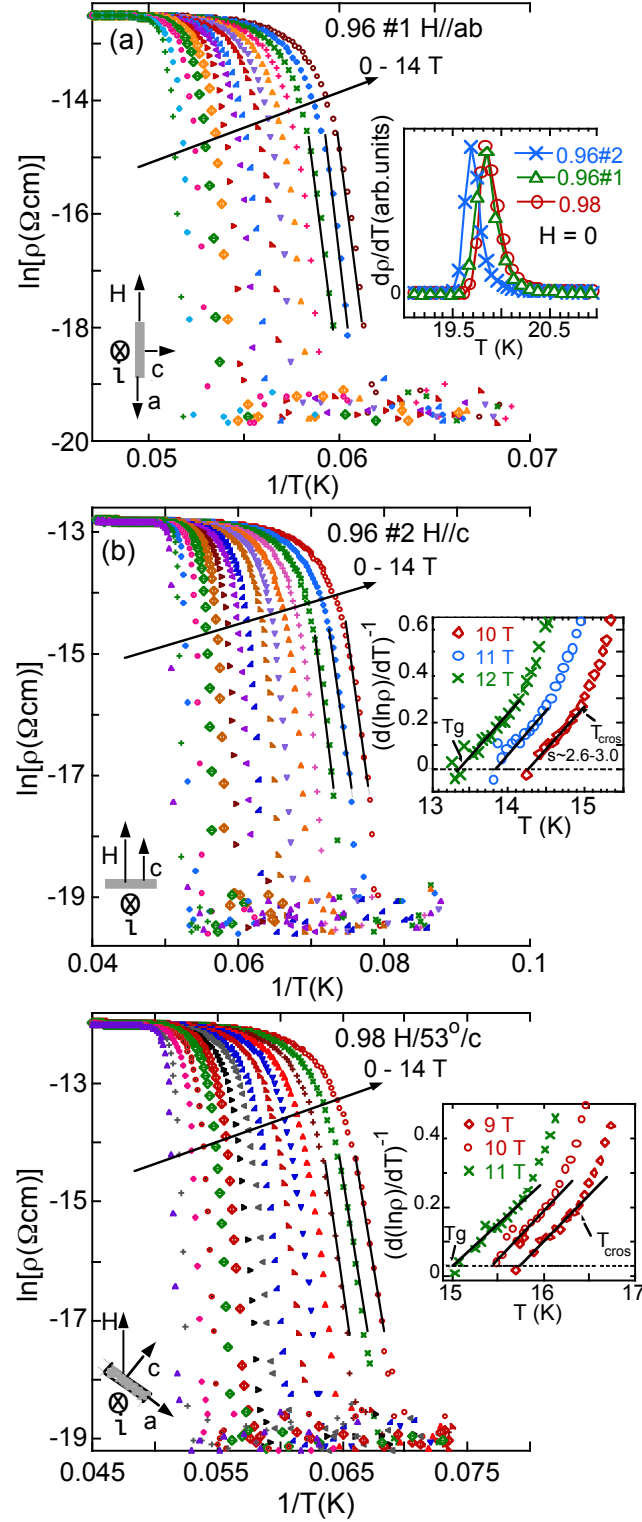 (a)
0.96 #1 H//ab
0 - 14 T
-14
-16
-18
-20
ln[ρ(Ωcm)]
H
i
c
a
0.05
0.06
0.07
1/T(K)
dρ/dT(arb.units)
0
0.96#2
0.96#1
0.98
H = 0
19.5
20.5
T (K)
(b)
0.96 #2 H//c
0 - 14 T
-13
-15
-17
-19
ln[ρ(Ωcm)]
H
c
i
0.04
0.06
0.08
0.1
1/T(K)
(d(lnρ)/dT)⁻¹
0.6
0.4
0.2
0
10 T
11 T
12 T
Tg
Tcros
s~2.6-3.0
13
14
15
T (K)
0.98 H/53°/c
0 - 14 T
-13
-15
-17
-19
ln[ρ(Ωcm)]
H
c
i
a
0.045
0.055
0.065
0.075
1/T(K)
(d(lnρ)/dT)⁻¹
0.4
0.2
0
9 T
10 T
11 T
Tg
Tcros
15
16
17
T (K)